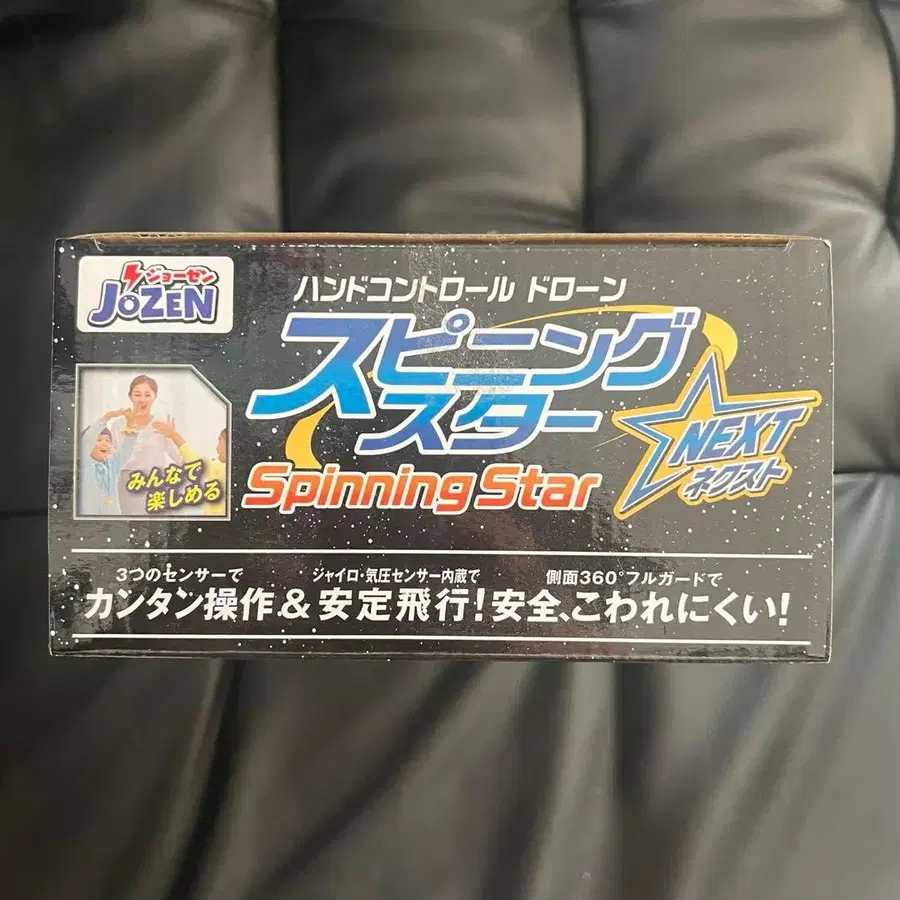 ジョーゼン
JOZEN
ハンドコントロール ドローン
スピニング
スター
Spinning Star
NEXT
ネクスト
みんなで
楽しめる
3つのセンサーで
カンタン操作&
ジャイロ・気圧センサー内蔵で
安定飛行!
側面360°フルガードで
安全、こわれにくい!